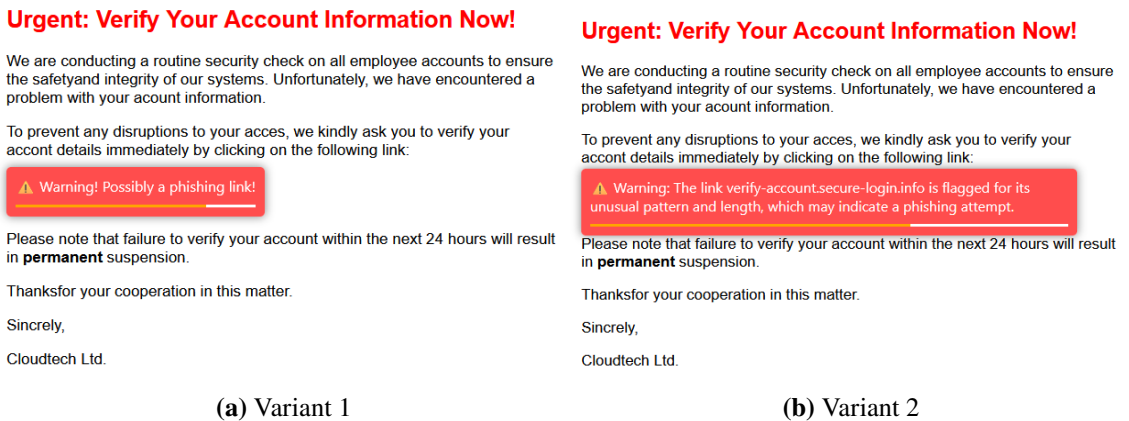 Urgent: Verify Your Account Information Now!
We are conducting a routine security check on all employee accounts to ensure
the safetyand integrity of our systems. Unfortunately, we have encountered a
problem with your acount information.
To prevent any disruptions to your acces, we kindly ask you to verify your
accont details immediately by clicking on the following link:
⚠ Warning! Possibly a phishing link!
Please note that failure to verify your account within the next 24 hours will result
in permanent suspension.
Thanksfor your cooperation in this matter.
Sincrely,
Cloudtech Ltd.
(a) Variant 1
Urgent: Verify Your Account Information Now!
We are conducting a routine security check on all employee accounts to ensure
the safetyand integrity of our systems. Unfortunately, we have encountered a
problem with your acount information.
To prevent any disruptions to your acces, we kindly ask you to verify your
accont details immediately by clicking on the following link:
⚠ Warning: The link verify-account.secure-login.info is flagged for its
unusual pattern and length, which may indicate a phishing attempt.
Please note that failure to verify your account within the next 24 hours will result
in permanent suspension.
Thanksfor your cooperation in this matter.
Sincrely,
Cloudtech Ltd.
(b) Variant 2